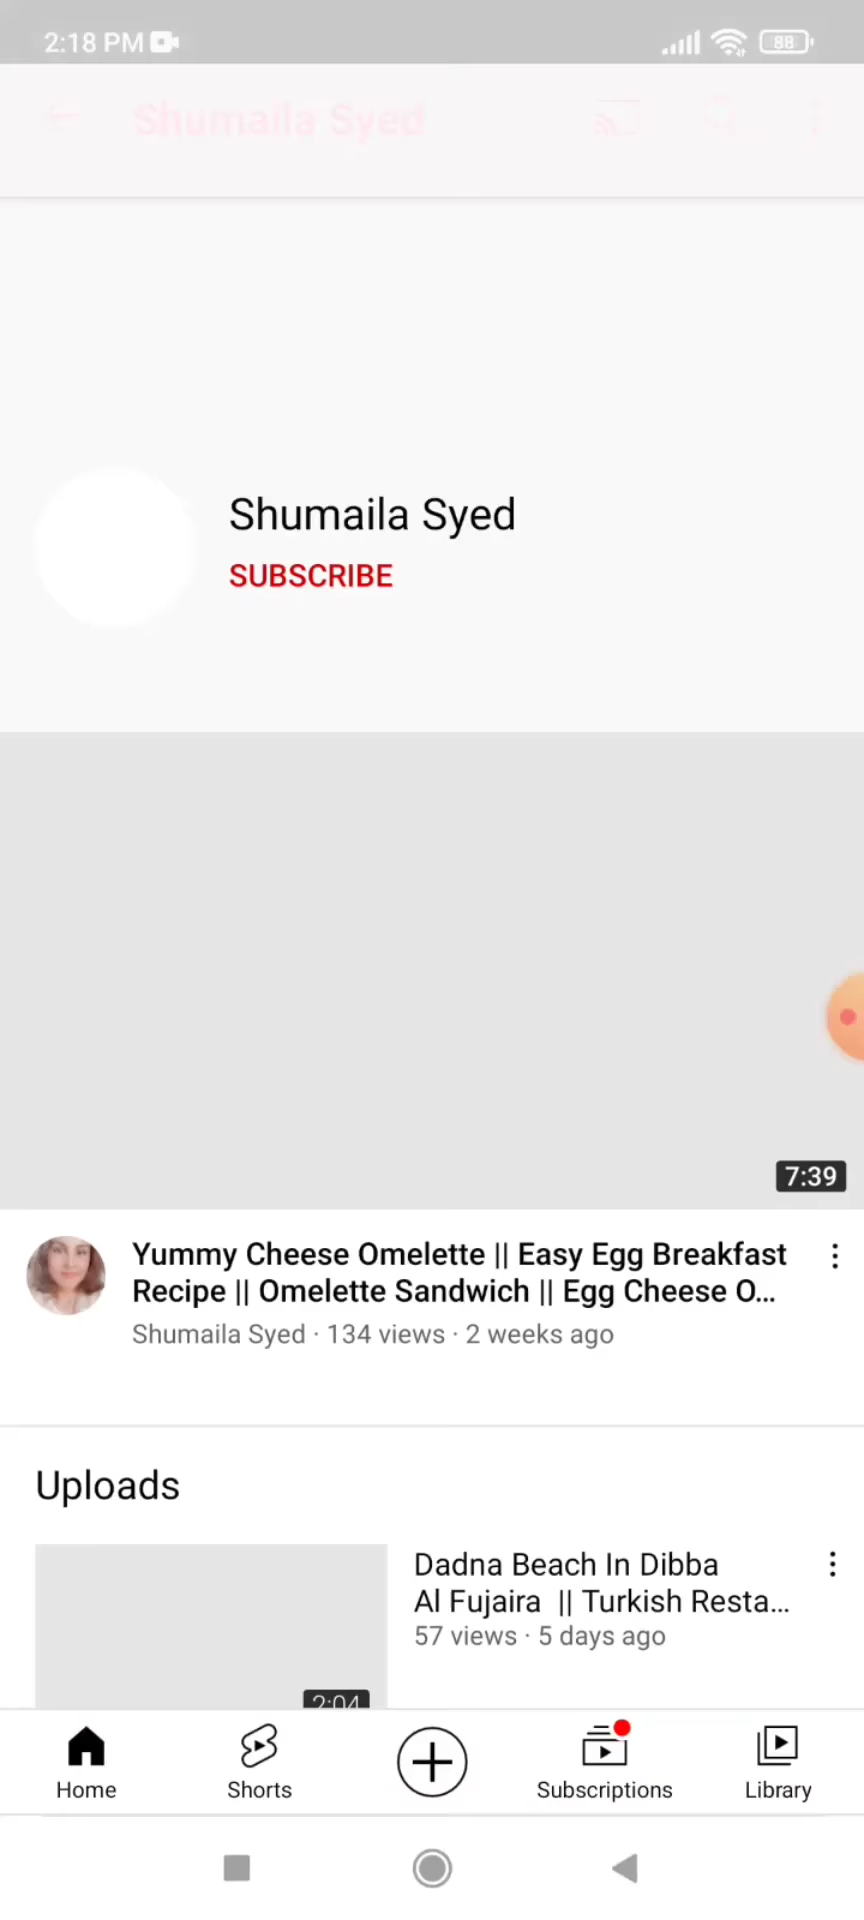 2:18 PM
88
Shumaila Syed
Shumaila Syed
SUBSCRIBE
7:39
Yummy Cheese Omelette || Easy Egg Breakfast
Recipe || Omelette Sandwich || Egg Cheese O...
Shumaila Syed · 134 views · 2 weeks ago
Uploads
Dadna Beach In Dibba
Al Fujaira || Turkish Resta...
57 views · 5 days ago
2:04
Home
Shorts
Subscriptions
Library